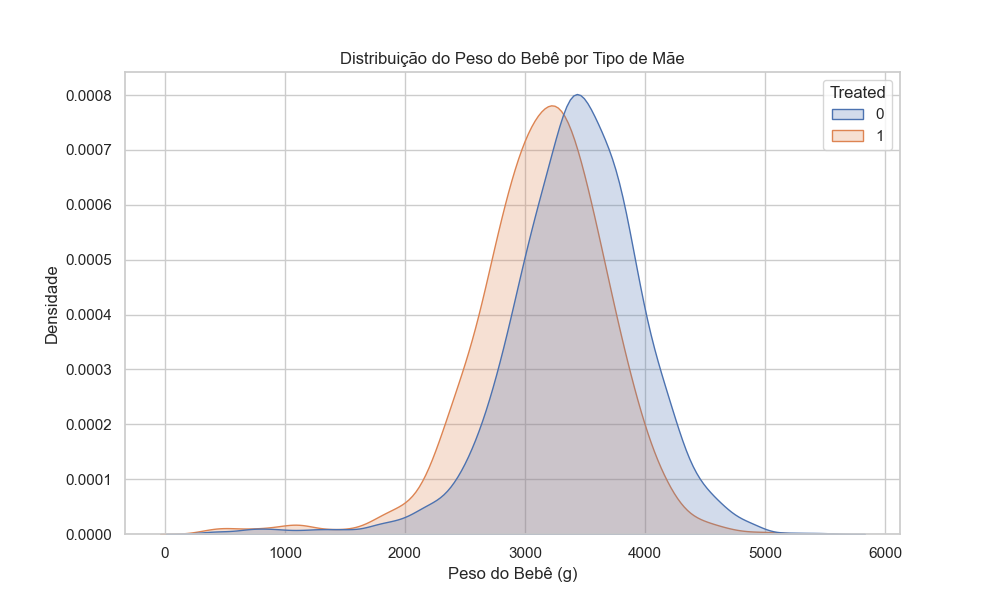 Distribuição do Peso do Bebê por Tipo de Mãe
Treated
0
1
0.0008
0.0007
0.0006
0.0005
0.0004
0.0003
0.0002
0.0001
0.0000
Densidade
0 1000 2000 3000 4000 5000 6000
Peso do Bebê (g)